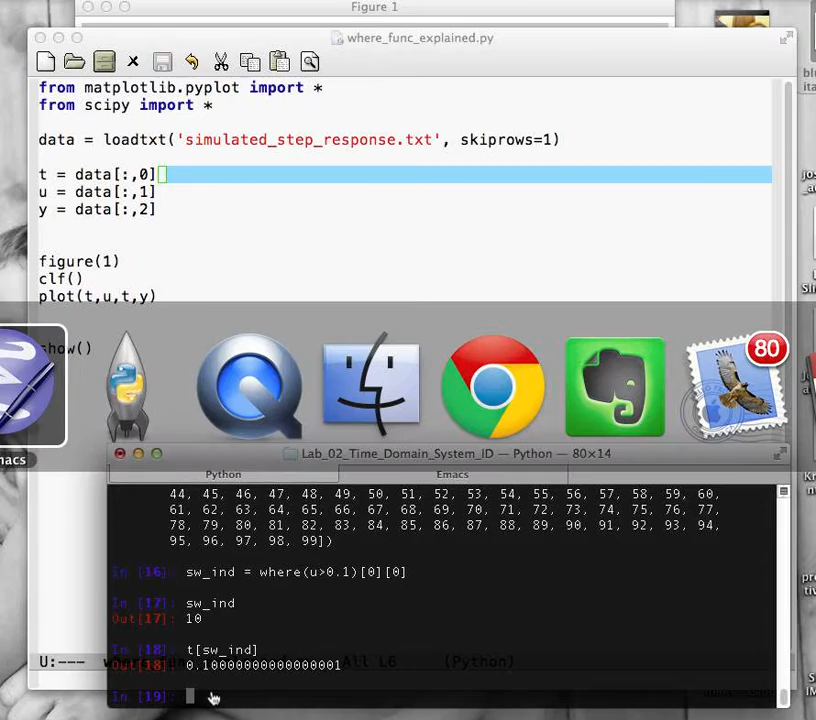 Figure 1
where_func_explained.py
from matplotlib.pyplot import *
from scipy import *
data = loadtxt('simulated_step_response.txt', skiprows=1)
t = data[:,0]
u = data[:,1]
y = data[:,2]
figure(1)
clf()
plot(t,u,t,y)
show()
80
macs
Lab_02_Time_Domain_System_ID — Python — 80×14
Python
Emacs
44, 45, 46, 47, 48, 49, 50, 51, 52, 53, 54, 55, 56, 57, 58, 59, 60,
61, 62, 63, 64, 65, 66, 67, 68, 69, 70, 71, 72, 73, 74, 75, 76, 77,
78, 79, 80, 81, 82, 83, 84, 85, 86, 87, 88, 89, 90, 91, 92, 93, 94,
95, 96, 97, 98, 99])
In [16]: sw_ind = where(u>0.1)[0][0]
In [17]: sw_ind
Out[17]: 10
In [18]: t[sw_ind]
Out[18]: 0.10000000000000001
U:--- All L6 (Python)
In [19]: